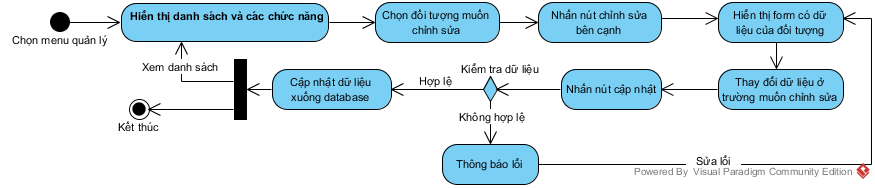 Chọn menu quản lý
Hiển thị danh sách và các chức năng
Chọn đối tượng muốn
chỉnh sửa
Nhấn nút chỉnh sửa
bên cạnh
Hiển thị form có dữ
liệu của đối tượng
Thay đổi dữ liệu ở
trường muốn chỉnh sửa
Nhấn nút cập nhật
Kiểm tra dữ liệu
Hợp lệ
Cập nhật dữ liệu
xuống database
Xem danh sách
Kết thúc
Không hợp lệ
Thông báo lỗi
Sửa lỗi
Powered By Visual Paradigm Community Edition